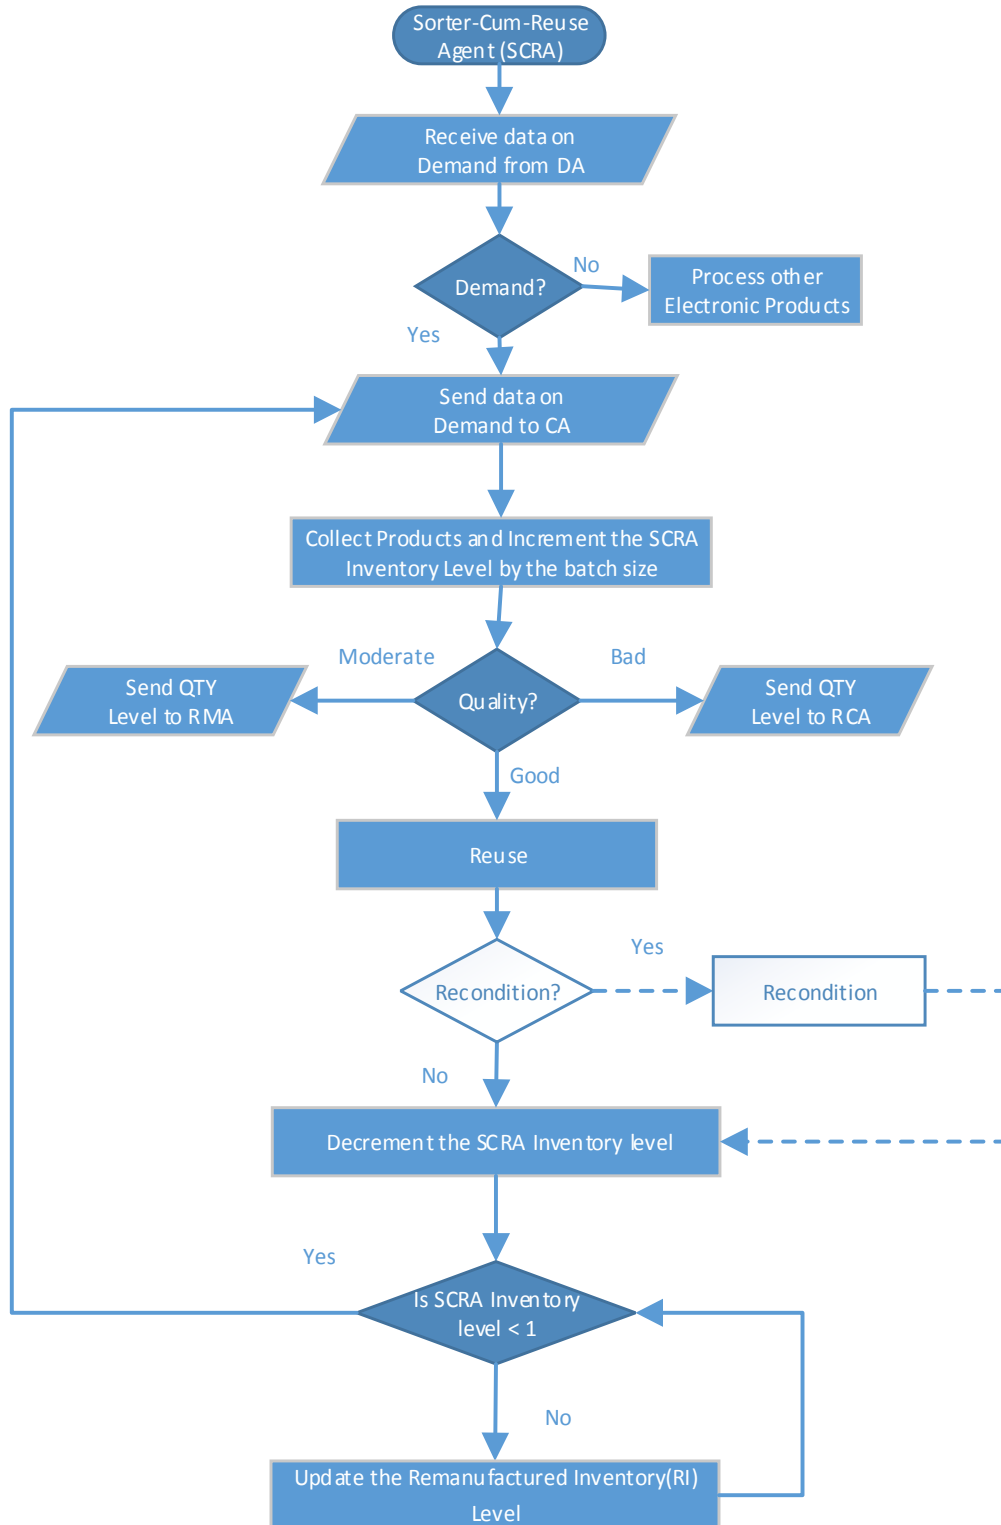 Sorter-Cum-Reuse
Agent (SCRA)
Receive data on
Demand from DA
Demand?
No
Process other
Electronic Products
Yes
Send data on
Demand to CA
Collect Products and Increment the SCRA
Inventory Level by the batch size
Moderate
Bad
Send QTY
Level to RMA
Quality?
Send QTY
Level to RCA
Good
Reuse
Yes
Recondition?
Recondition
No
Decrement the SCRA Inventory level
Yes
Is SCRA Inventory
level < 1
No
Update the Remanufactured Inventory(RI)
Level